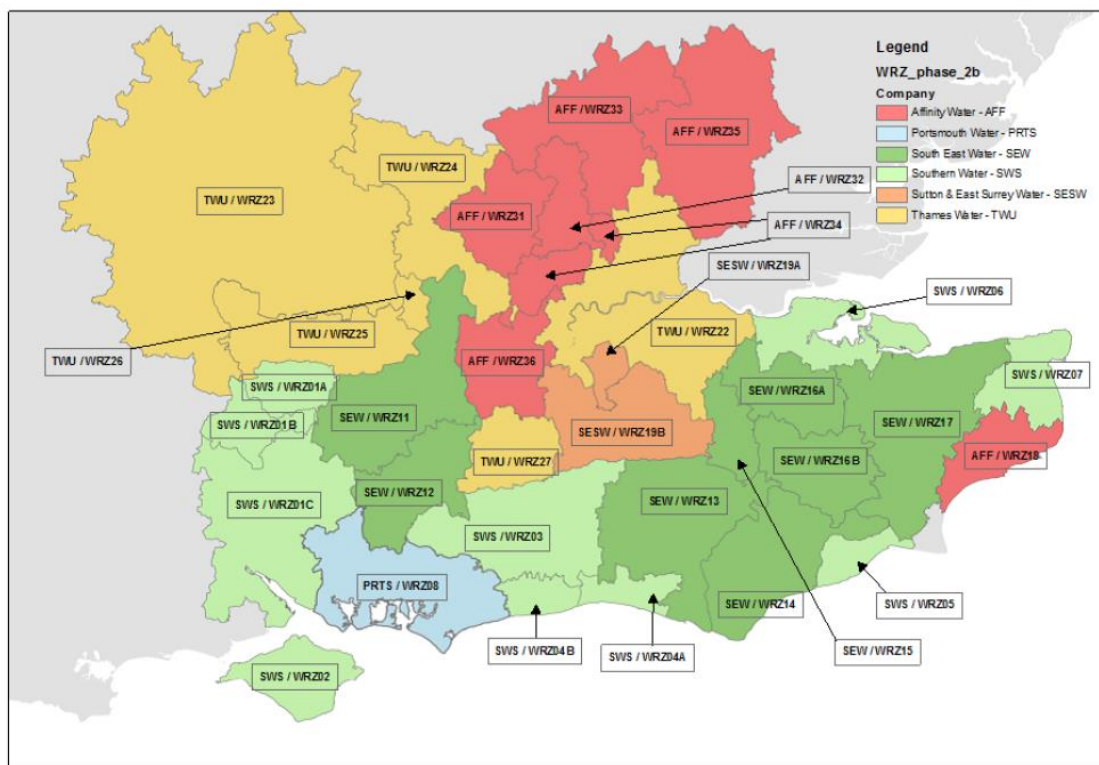 Legend
WRZ_phase_2b
Company
Affinity Water - AFF
Portsmouth Water - PRTS
South East Water - SEW
Southern Water - SWS
Sutton & East Surrey Water - SESW
Thames Water - TWU
AFF / WRZ33
AFF / WRZ35
TWU / WRZ24
AFF / WRZ32
TWU / WRZ23
AFF / WRZ31
AFF / WRZ34
SESW / WRZ19A
SWS / WRZ06
TWU / WRZ25
TWU / WRZ22
TWU / WRZ26
AFF / WRZ36
SWS / WRZ07
SWS / WRZ01A
SEW / WRZ16A
SEW / WRZ11
SWS / WRZ01B
SESW / WRZ19B
SEW / WRZ17
TWU / WRZ27
SEW / WRZ16B
AFF / WRZ18
SEW / WRZ12
SWS / WRZ01C
SEW / WRZ13
SWS / WRZ03
PRTS / WRZ08
SEW / WRZ14
SWS / WRZ05
SWS / WRZ04B
SWS / WRZ04A
SEW / WRZ15
SWS / WRZ02